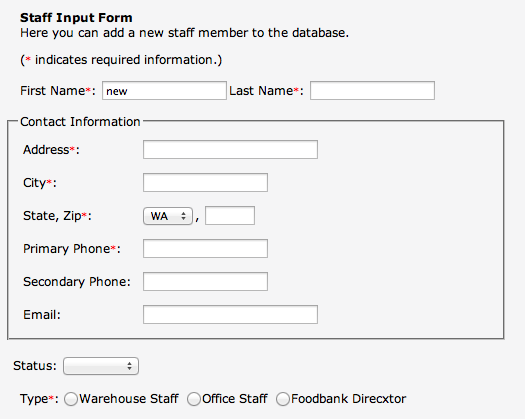 Staff Input Form
Here you can add a new staff member to the database.
(* indicates required information.)
First Name*: new Last Name*:
Contact Information
Address*:
City*:
State, Zip*: WA ,
Primary Phone*:
Secondary Phone:
Email:
Status:
Type*: Warehouse Staff Office Staff Foodbank Direcxtor